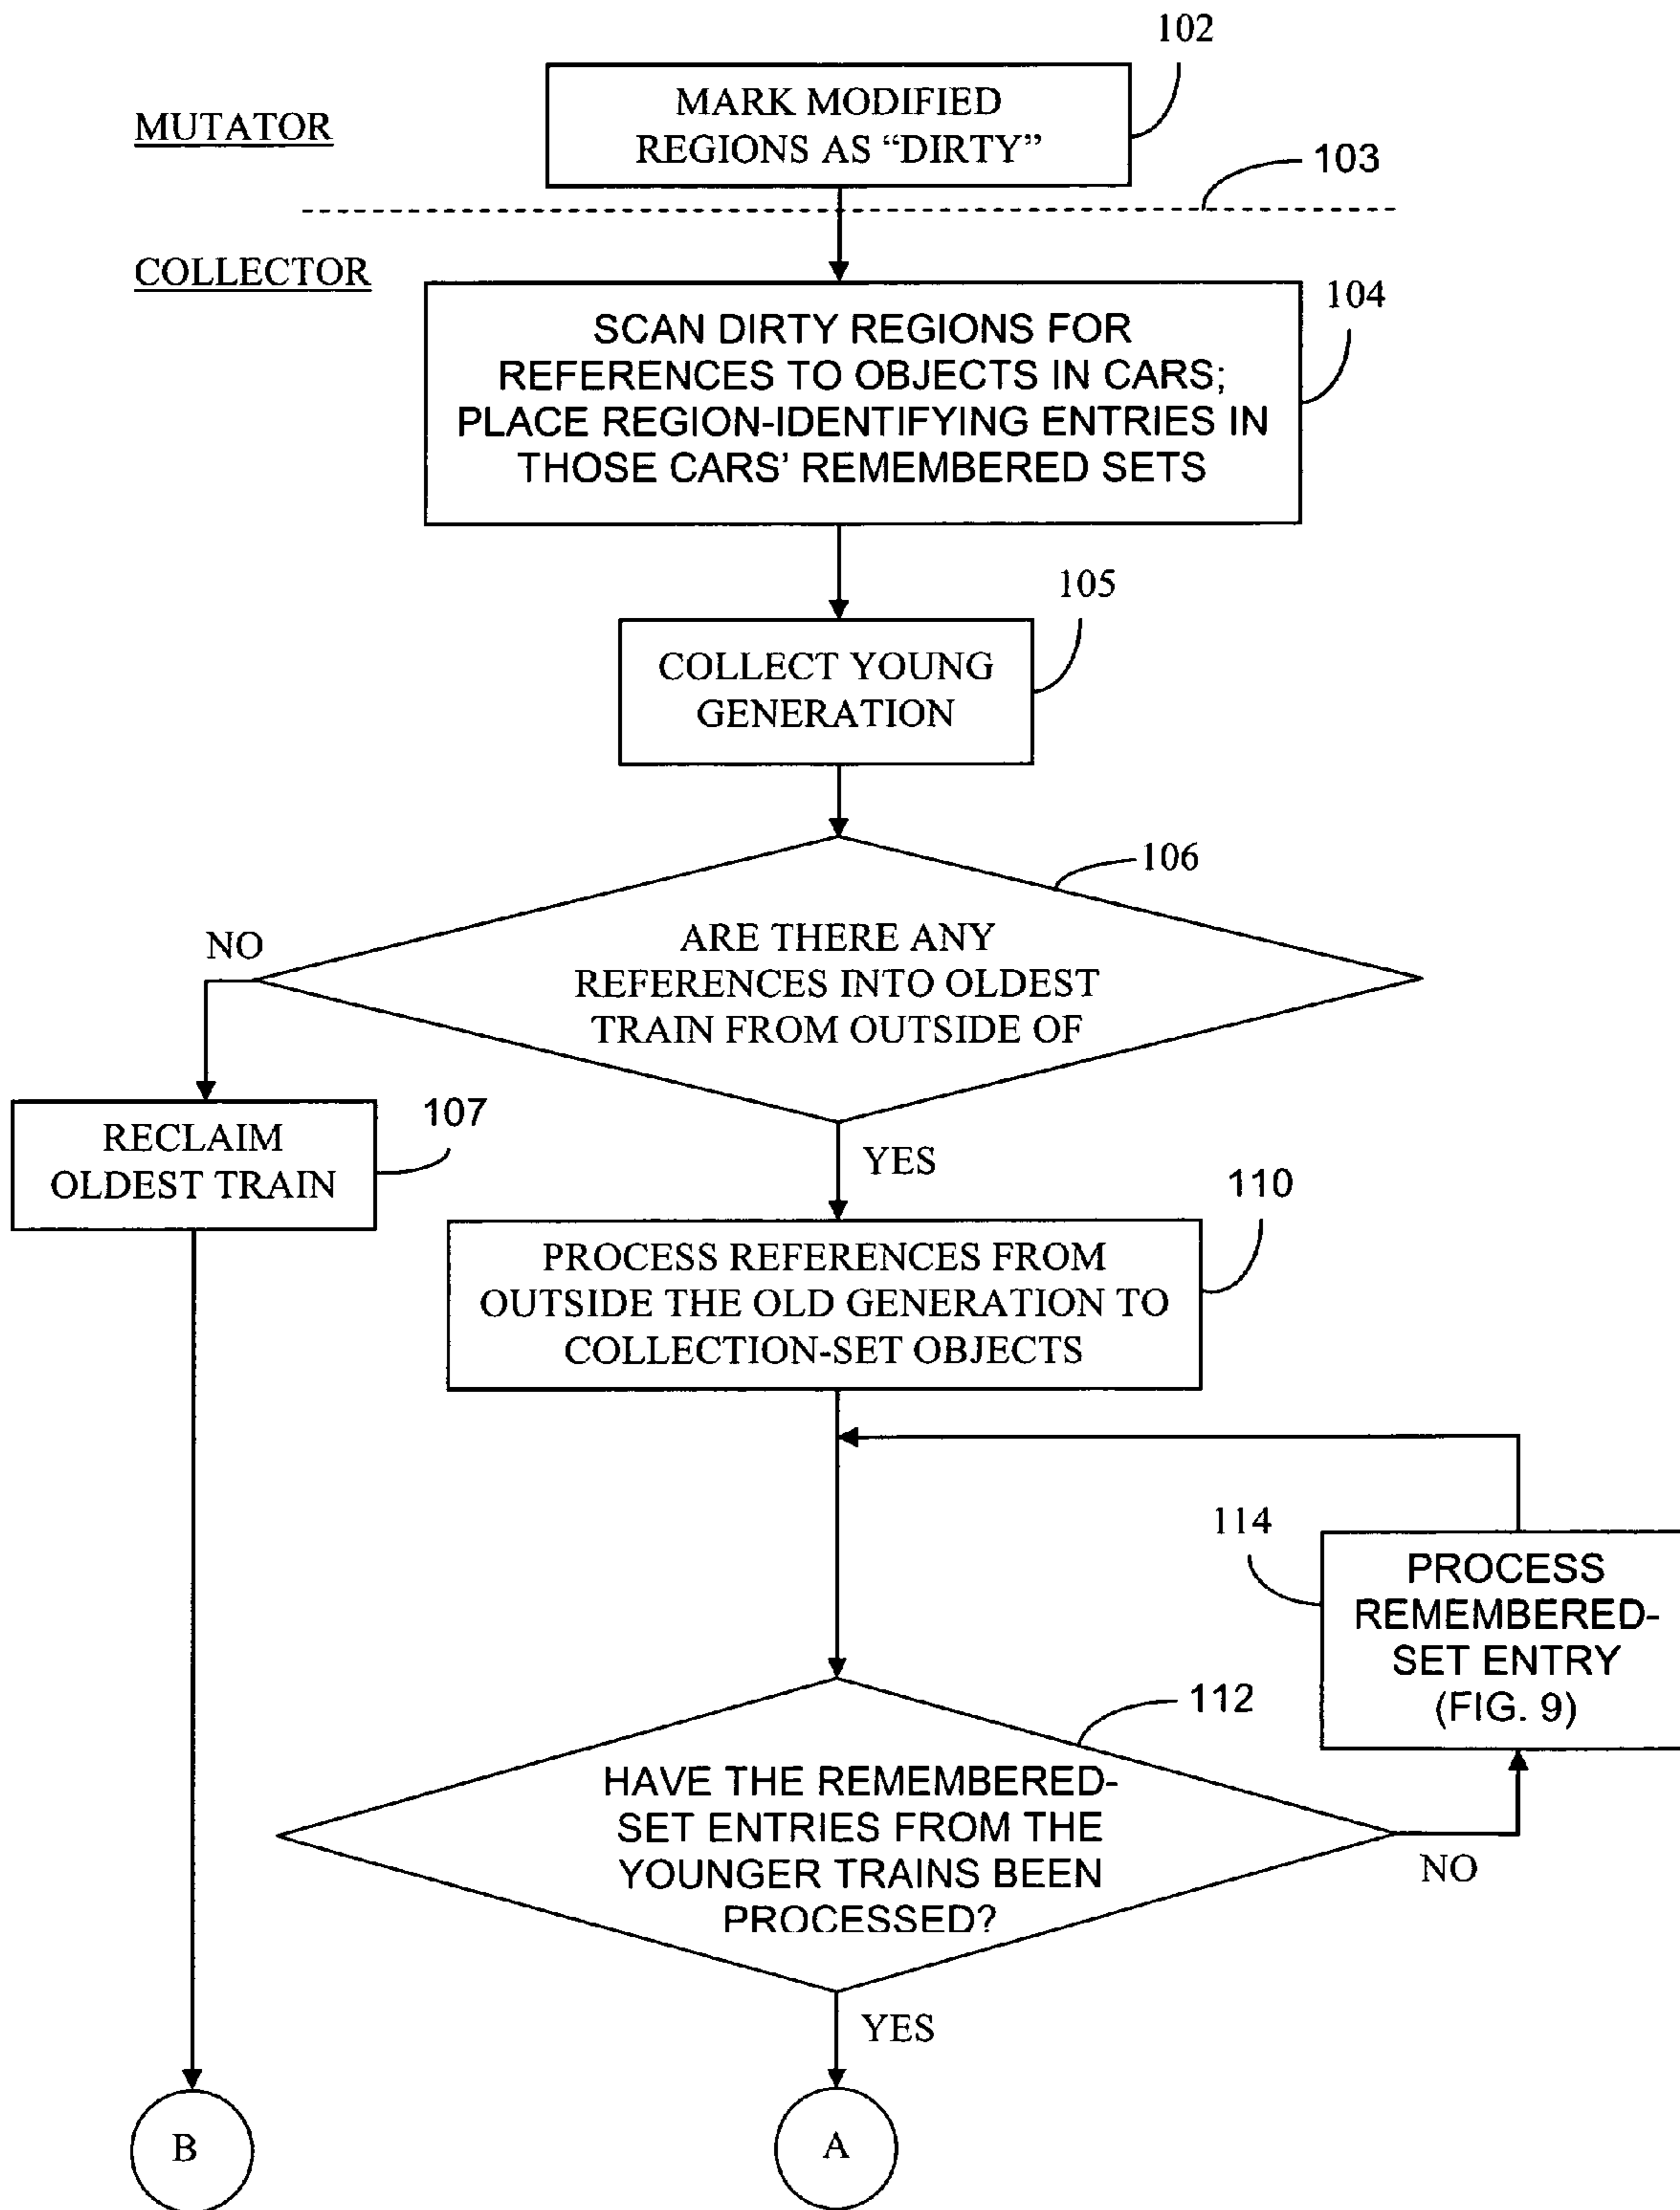 102
MUTATOR
MARK MODIFIED
REGIONS AS “DIRTY”
103
COLLECTOR
104
SCAN DIRTY REGIONS FOR
REFERENCES TO OBJECTS IN CARS;
PLACE REGION-IDENTIFYING ENTRIES IN
THOSE CARS’ REMEMBERED SETS
105
COLLECT YOUNG
GENERATION
106
NO
ARE THERE ANY
REFERENCES INTO OLDEST
TRAIN FROM OUTSIDE OF
107
RECLAIM
OLDEST TRAIN
YES
110
PROCESS REFERENCES FROM
OUTSIDE THE OLD GENERATION TO
COLLECTION-SET OBJECTS
114
PROCESS
REMEMBERED-
SET ENTRY
(FIG. 9)
112
HAVE THE REMEMBERED-
SET ENTRIES FROM THE
YOUNGER TRAINS BEEN
PROCESSED?
NO
YES
B
A